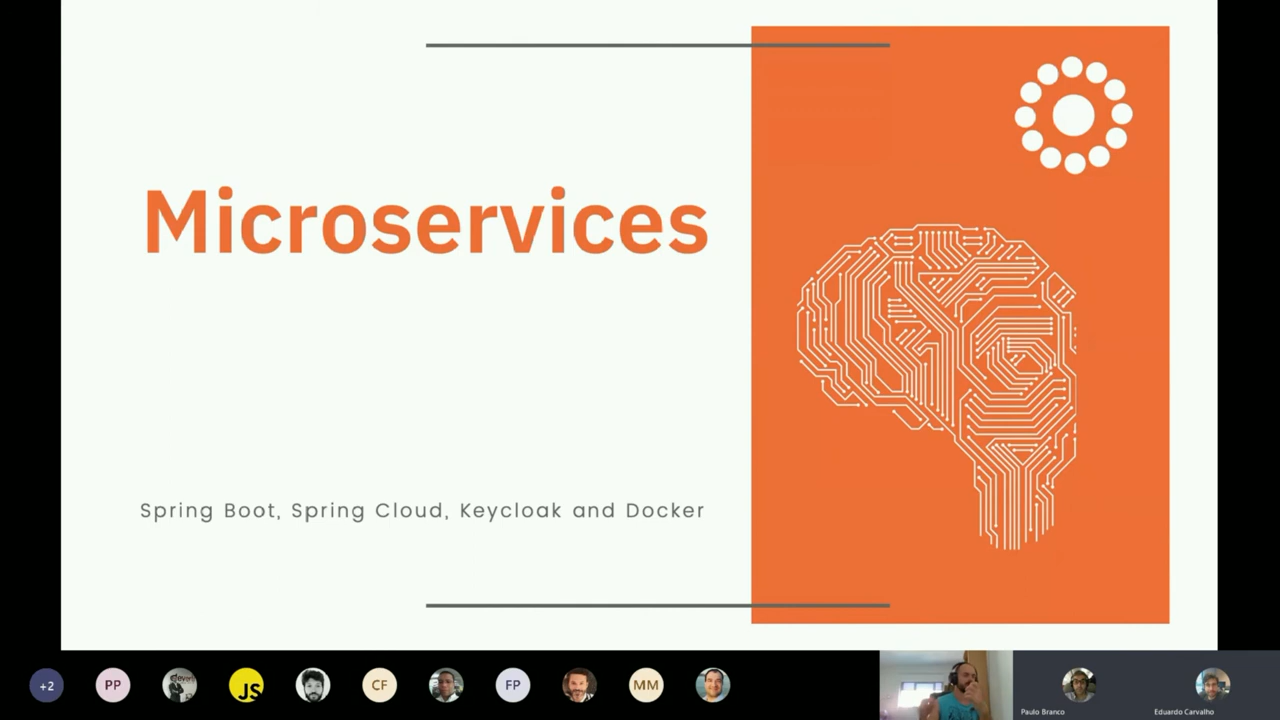 Microservices
Spring Boot, Spring Cloud, Keycloak and Docker
+2
PP
JS
CF
FP
MM
Paulo Branco
Eduardo Carvalho